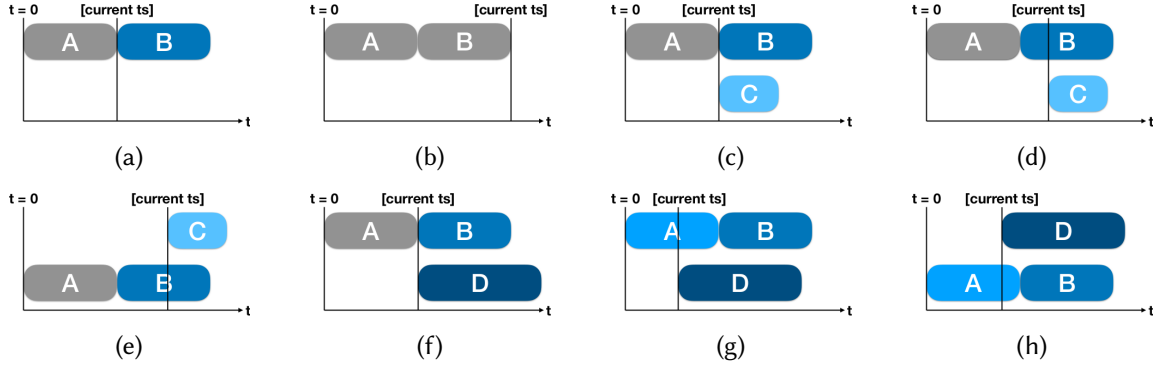 t = 0 [current ts]
A B
t
(a)
t = 0 [current ts]
A B
t
(b)
t = 0 [current ts]
A B
C
t
(c)
t = 0 [current ts]
A B
C
t
(d)
t = 0 [current ts]
C
A B
t
(e)
t = 0 [current ts]
A B
D
t
(f)
t = 0 [current ts]
A B
D
t
(g)
t = 0 [current ts]
D
A B
t
(h)